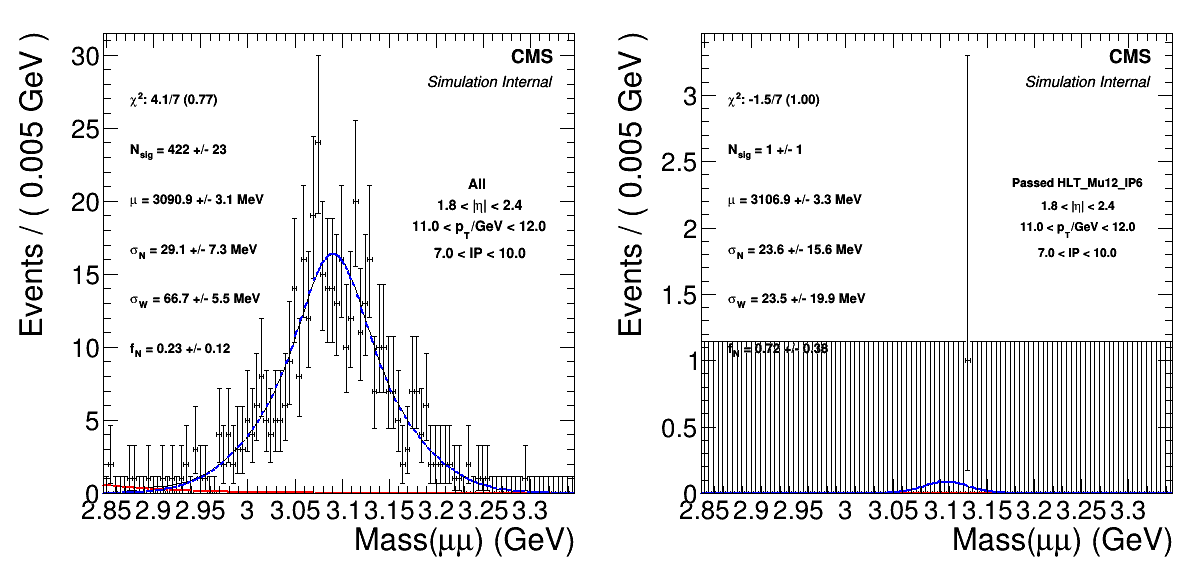 CMS
Simulation Internal
χ²: 4.1/7 (0.77)
N_sig = 422 +/- 23
μ = 3090.9 +/- 3.1 MeV
σ_N = 29.1 +/- 7.3 MeV
σ_W = 66.7 +/- 5.5 MeV
f_N = 0.23 +/- 0.12
All
1.8 < |η| < 2.4
11.0 < p_T/GeV < 12.0
7.0 < IP < 10.0
Events / ( 0.005 GeV )
30
25
20
15
10
5
0
2.85 2.9 2.95 3 3.05 3.1 3.15 3.2 3.25 3.3
Mass(μμ) (GeV)
CMS
Simulation Internal
χ²: -1.5/7 (1.00)
N_sig = 1 +/- 1
μ = 3106.9 +/- 3.3 MeV
σ_N = 23.6 +/- 15.6 MeV
σ_W = 23.5 +/- 19.9 MeV
f_N = 0.72 +/- 0.38
Passed HLT_Mu12_IP6
1.8 < |η| < 2.4
11.0 < p_T/GeV < 12.0
7.0 < IP < 10.0
Events / ( 0.005 GeV )
3
2.5
2
1.5
1
0.5
0
2.85 2.9 2.95 3 3.05 3.1 3.15 3.2 3.25 3.3
Mass(μμ) (GeV)